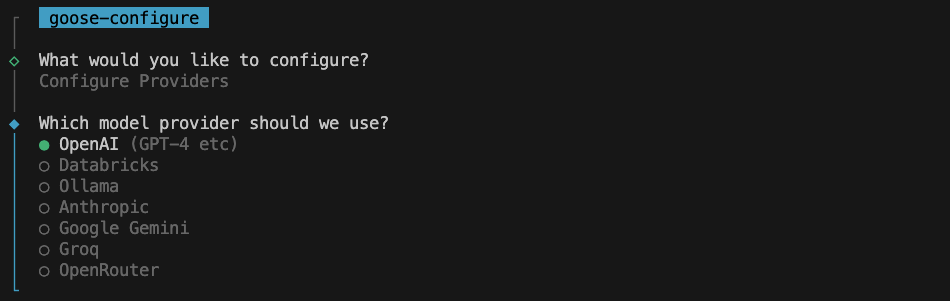 goose-configure
What would you like to configure?
Configure Providers
Which model provider should we use?
OpenAI (GPT-4 etc)
Databricks
Ollama
Anthropic
Google Gemini
Groq
OpenRouter